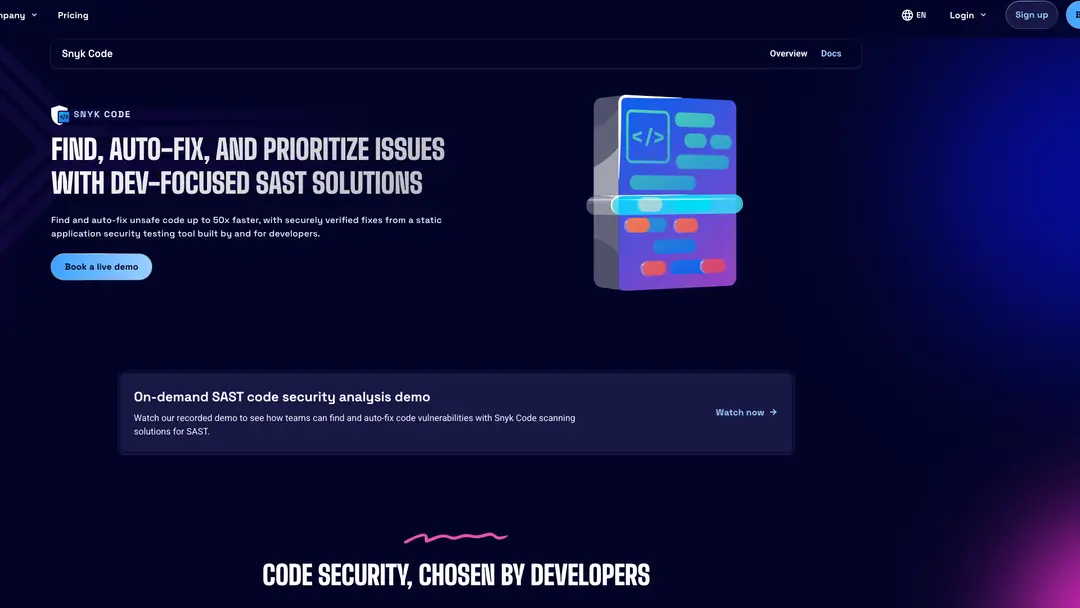 Pricing
EN
Login
Sign up
Snyk Code
Overview
Docs
SNYK CODE
FIND, AUTO-FIX, AND PRIORITIZE ISSUES
WITH DEV-FOCUSED SAST SOLUTIONS
Find and auto-fix unsafe code up to 50x faster, with securely verified fixes from a static
application security testing tool built by and for developers.
Book a live demo
</>
On-demand SAST code security analysis demo
Watch our recorded demo to see how teams can find and auto-fix code vulnerabilities with Snyk Code scanning
solutions for SAST.
Watch now →
CODE SECURITY, CHOSEN BY DEVELOPERS